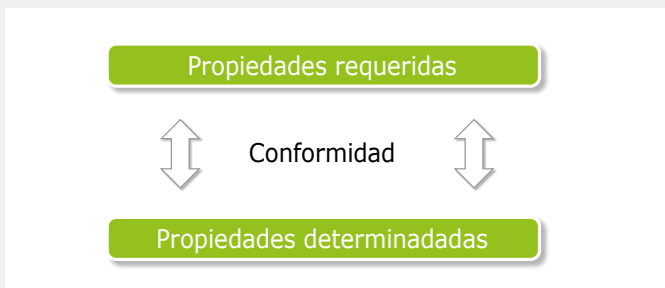 Propiedades requeridas
Conformidad
Propiedades determinadadas